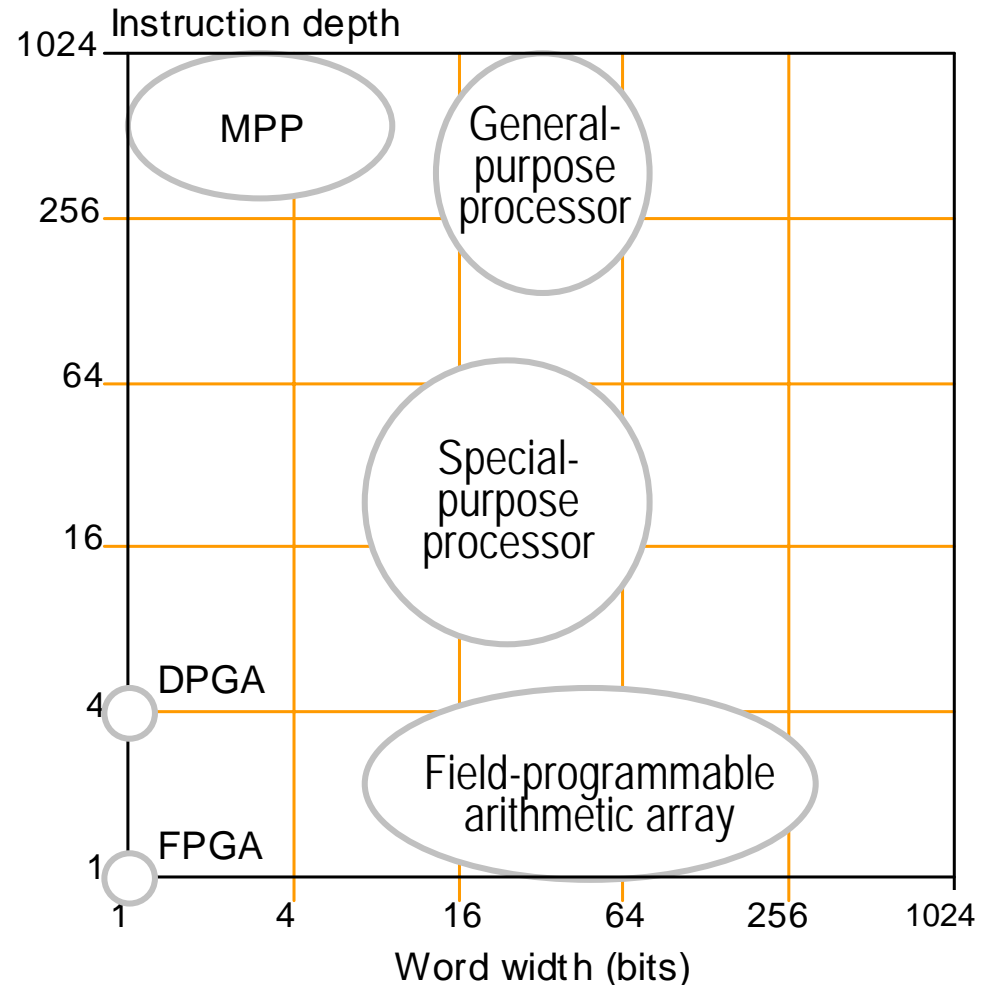 Instruction depth
1024
MPP
General-
purpose
processor
256
64
Special-
purpose
processor
16
DPGA
4
Field-programmable
arithmetic array
FPGA
1
1
4
16
64
256
1024
Word width (bits)